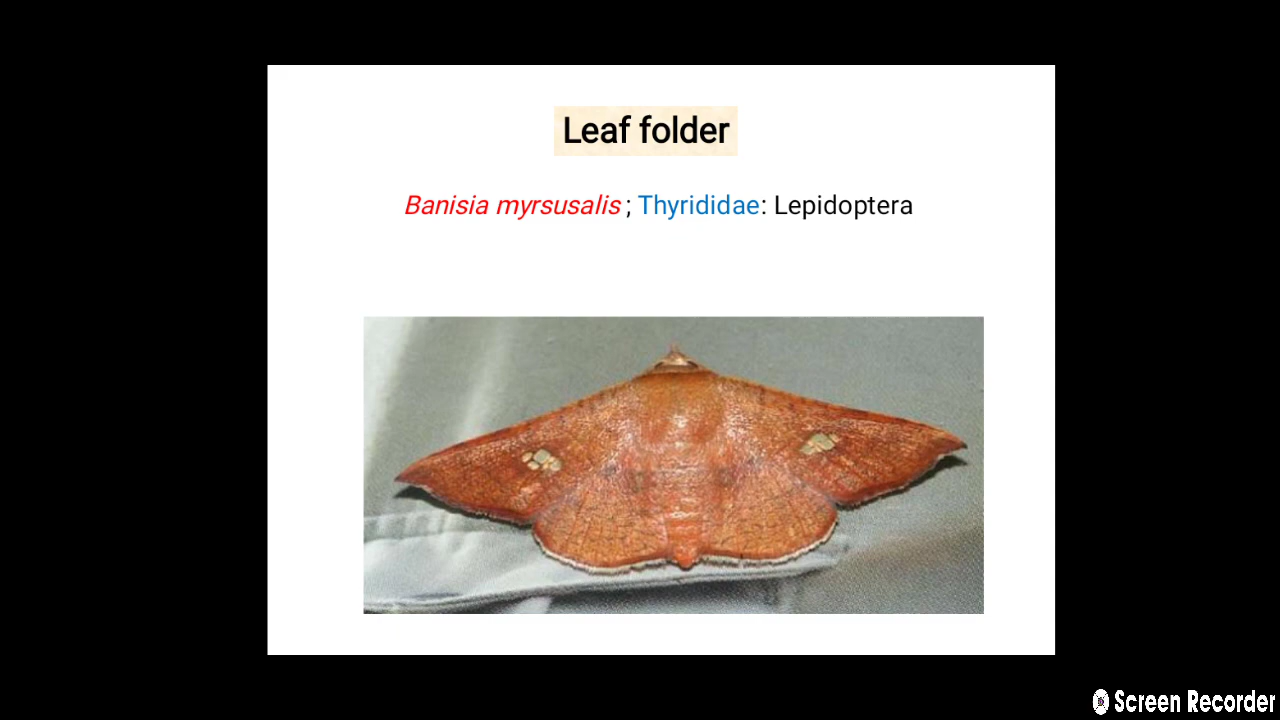 Leaf folder
Banisia myrsusalis ; Thyrididae: Lepidoptera
Screen Recorder